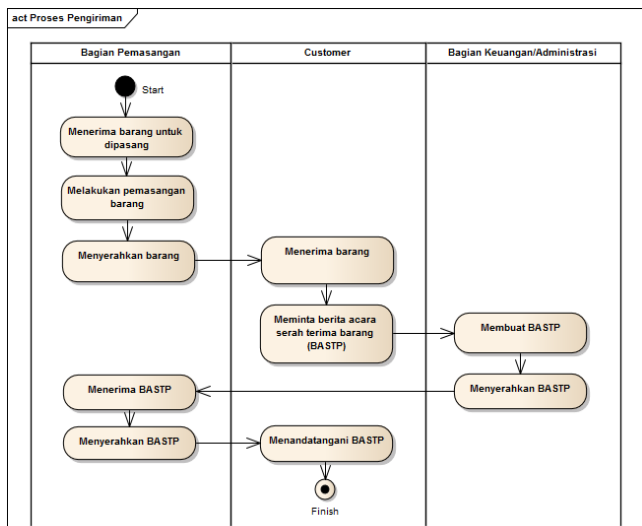 act Proses Pengiriman
Bagian Pemasangan
Customer
Bagian Keuangan/Administrasi
Start
Menerima barang untuk
dipasang
Melakukan pemasangan
barang
Menyerahkan barang
Menerima barang
Meminta berita acara
serah terima barang
(BASTP)
Membuat BASTP
Menyerahkan BASTP
Menerima BASTP
Menyerahkan BASTP
Menandatangani BASTP
Finish